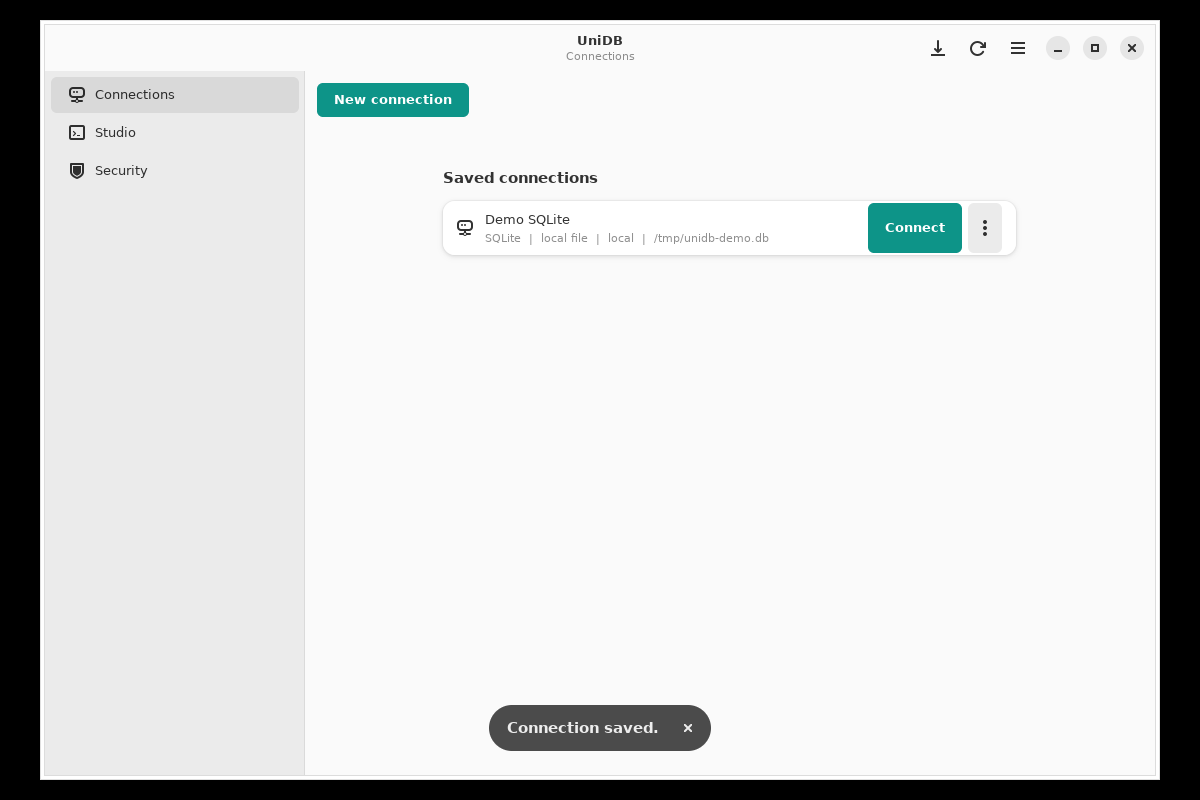 UniDB
Connections
Connections
Studio
Security
New connection
Saved connections
Demo SQLite
SQLite | local file | local | /tmp/unidb-demo.db
Connect
Connection saved.